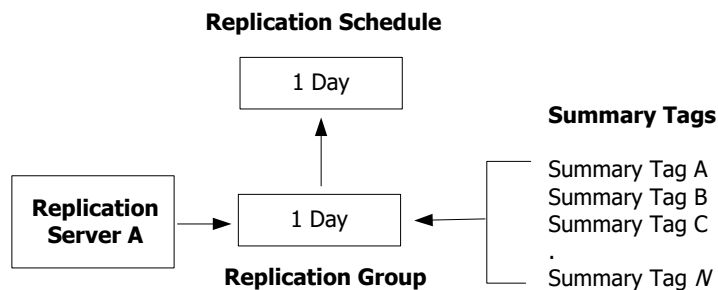 Replication Schedule
1 Day
Summary Tags
Summary Tag A
Summary Tag B
Summary Tag C
.
Summary Tag N
Replication
Server A
1 Day
Replication Group